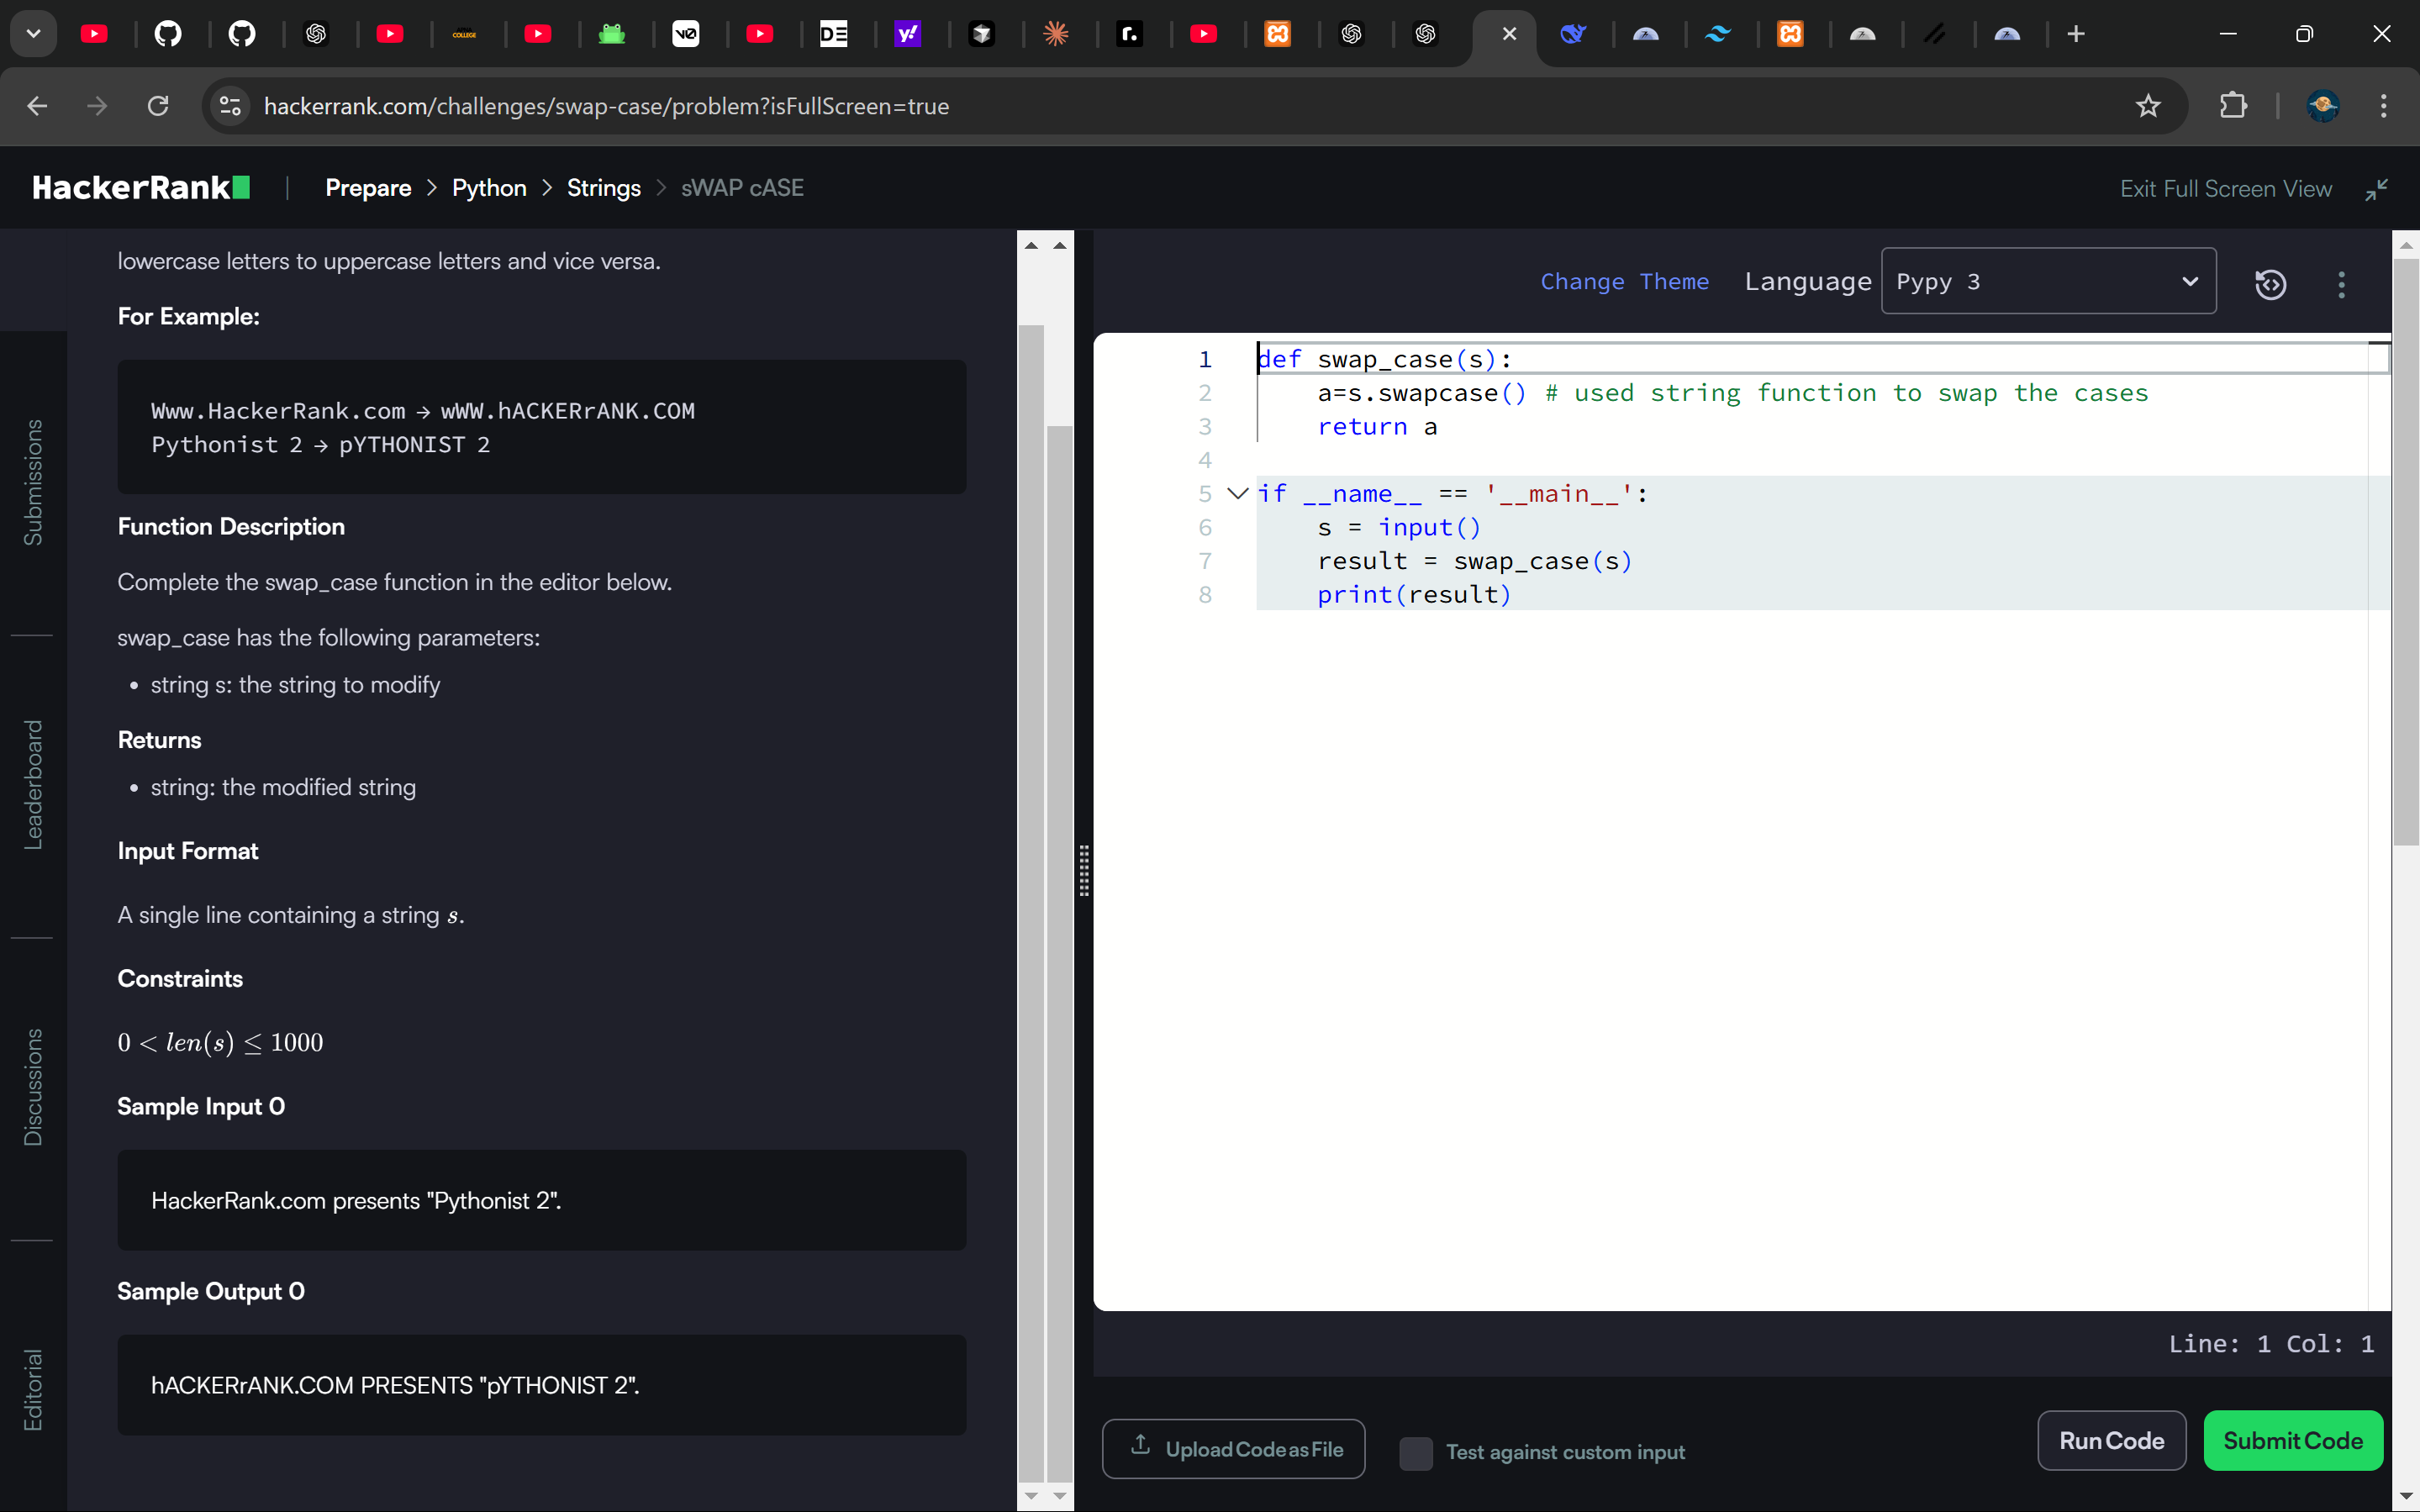 COLLEGE
v0
DE
y!
r.
hackerrank.com/challenges/swap-case/problem?isFullScreen=true
HackerRank
Prepare > Python > Strings > sWAP cASE
Exit Full Screen View
Submissions
Leaderboard
Discussions
Editorial
lowercase letters to uppercase letters and vice versa.
For Example:
Www.HackerRank.com → wWW.hACKERrANK.COM
Pythonist 2 → pYTHONIST 2
Function Description
Complete the swap_case function in the editor below.
swap_case has the following parameters:
• string s: the string to modify
Returns
• string: the modified string
Input Format
A single line containing a string s.
Constraints
0 < len(s) ≤ 1000
Sample Input 0
HackerRank.com presents "Pythonist 2".
Sample Output 0
hACKERrANK.COM PRESENTS "pYTHONIST 2".
Change Theme Language Pypy 3
1 def swap_case(s):
2     a=s.swapcase() # used string function to swap the cases
3     return a
4
5 if __name__ == '__main__':
6     s = input()
7     result = swap_case(s)
8     print(result)
Line: 1 Col: 1
Upload Code as File
Test against custom input
Run Code
Submit Code